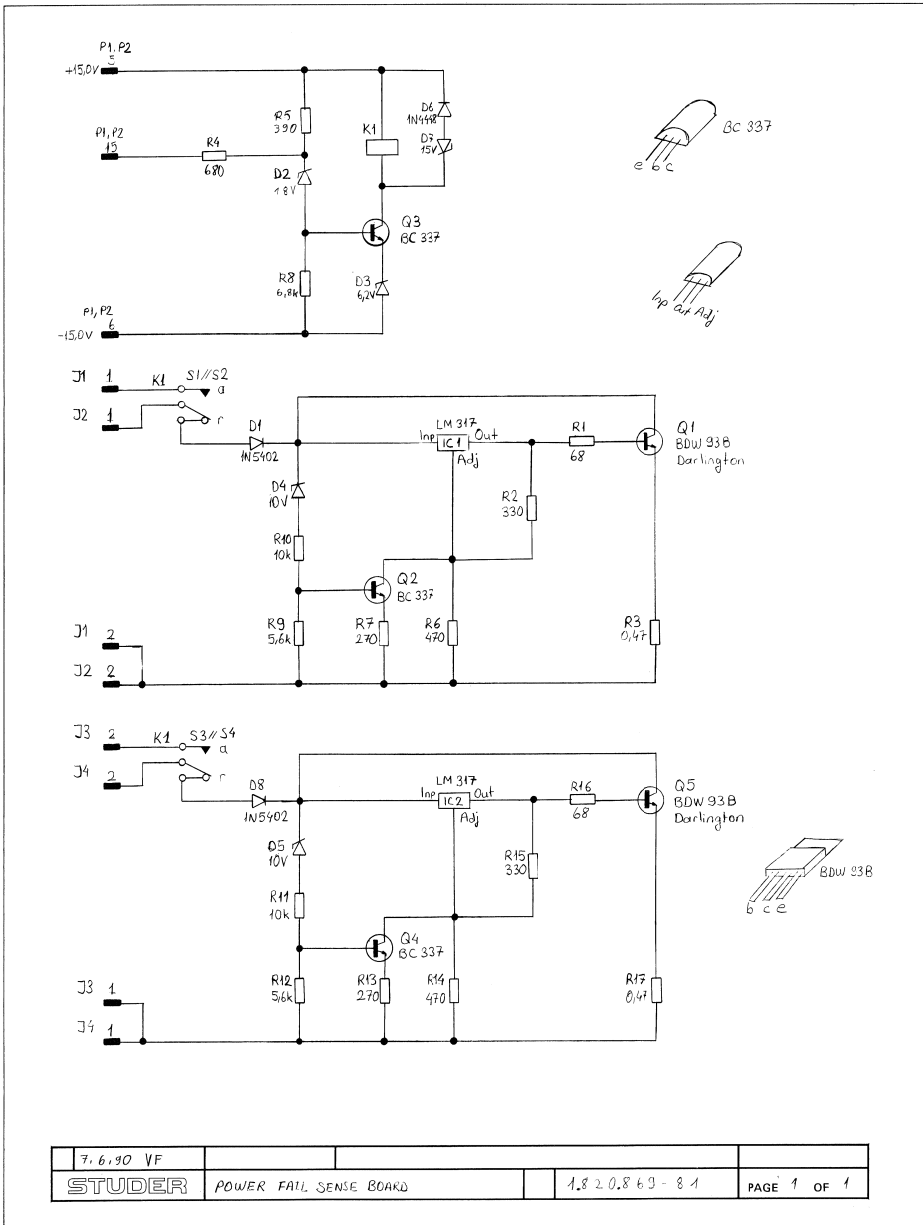 P1, P2
5
+15,0V
R5
390
K1
D6
1N4448
D7
15V
BC 337
e b c
P1, P2
15
R4
680
D2
18V
Q3
BC 337
R8
6,8k
D3
6,2V
Inp Out Adj
P1, P2
6
-15,0V
J1 1
K1
S1//S2
a
J2 1
r
D1
1N5402
LM 317
Inp
IC1
Out
Adj
R1
68
Q1
BDW 93B
Darlington
D4
10V
R2
330
R10
10k
Q2
BC 337
R9
5,6k
R7
270
R6
470
R3
0,47
J1 2
J2 2
J3 2
K1
S3//S4
a
J4 2
r
D8
1N5402
LM 317
Inp
IC2
Out
Adj
R16
68
Q5
BDW 93B
Darlington
D5
10V
R15
330
BDW 93B
b c e
R11
10k
Q4
BC 337
R12
5,6k
R13
270
R14
470
R17
0,47
J3 1
J4 1
7.6.90 VF
STUDER
POWER FAIL SENSE BOARD
1.820.869-81
PAGE 1 OF 1